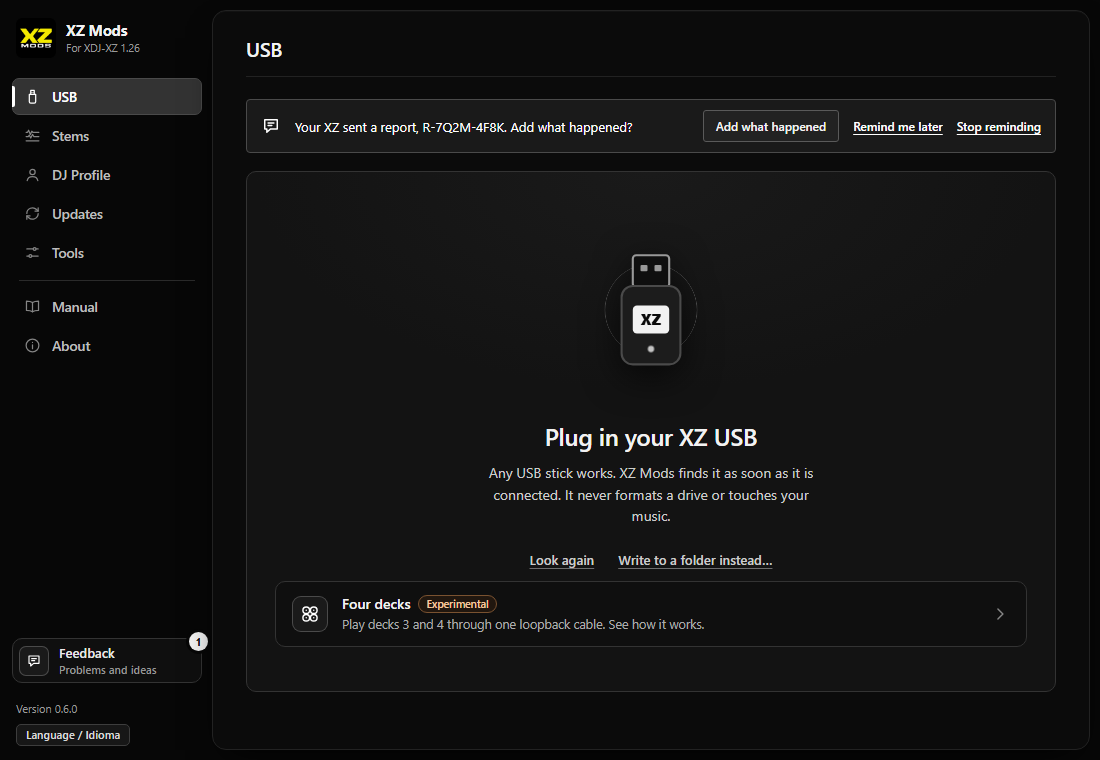 XZ
MODS
XZ Mods
For XDJ-XZ 1.26
USB
Stems
DJ Profile
Updates
Tools
Manual
About
Feedback
Problems and ideas
1
Version 0.6.0
Language / Idioma
USB
Your XZ sent a report, R-7Q2M-4F8K. Add what happened?
Add what happened
Remind me later
Stop reminding
XZ
Plug in your XZ USB
Any USB stick works. XZ Mods finds it as soon as it is
connected. It never formats a drive or touches your
music.
Look again
Write to a folder instead...
Four decks
Experimental
Play decks 3 and 4 through one loopback cable. See how it works.